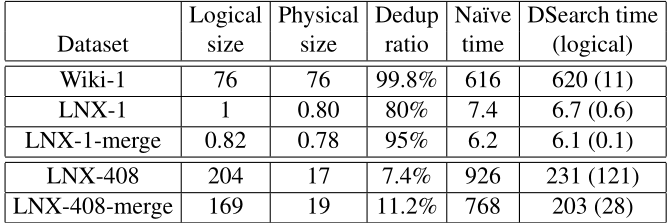 Logical Physical Dedup Naïve DSearch time
Dataset size size ratio time (logical)
Wiki-1 76 76 99.8% 616 620 (11)
LNX-1 1 0.80 80% 7.4 6.7 (0.6)
LNX-1-merge 0.82 0.78 95% 6.2 6.1 (0.1)
LNX-408 204 17 7.4% 926 231 (121)
LNX-408-merge 169 19 11.2% 768 203 (28)